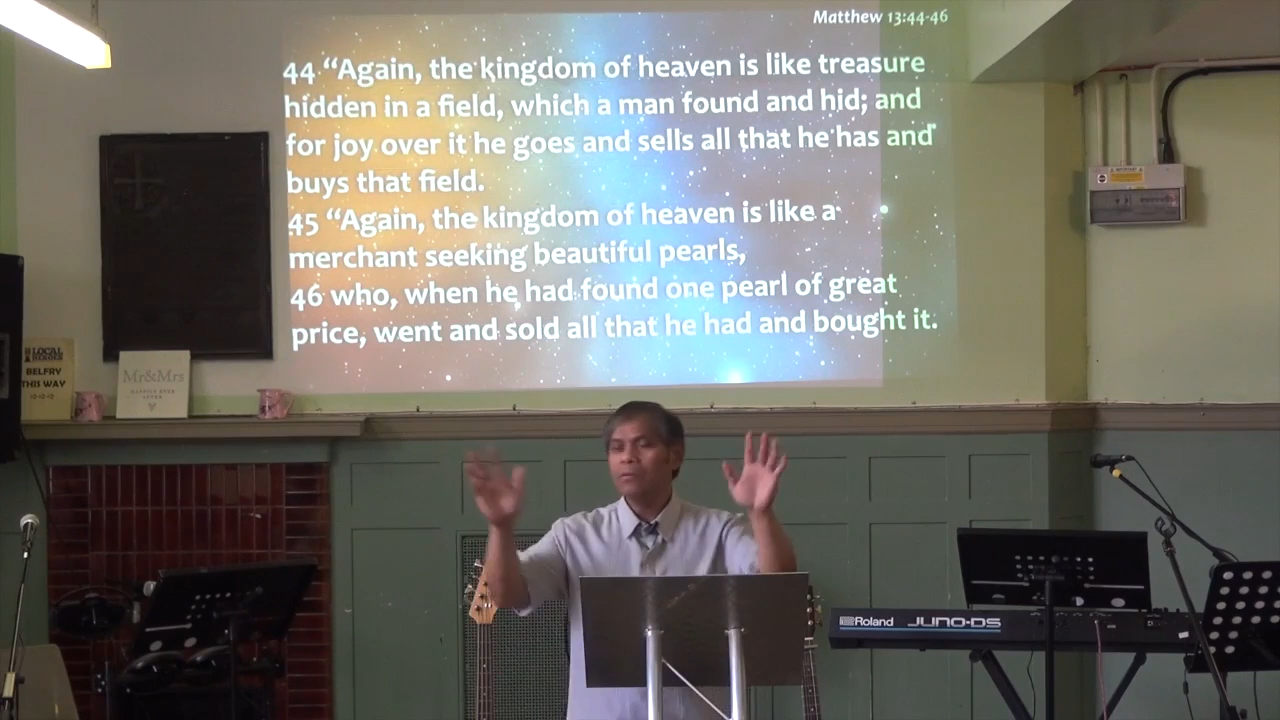 Matthew 13:44-46
44 “Again, the kingdom of heaven is like treasure
hidden in a field, which a man found and hid; and
for joy over it he goes and sells all that he has and
buys that field.
45 “Again, the kingdom of heaven is like a
merchant seeking beautiful pearls,
46 who, when he had found one pearl of great
price, went and sold all that he had and bought it.
LOCAL
BELFRY
THIS WAY
Mr&Mrs
HAPPILY EVER
AFTER
Roland JUNO-DS